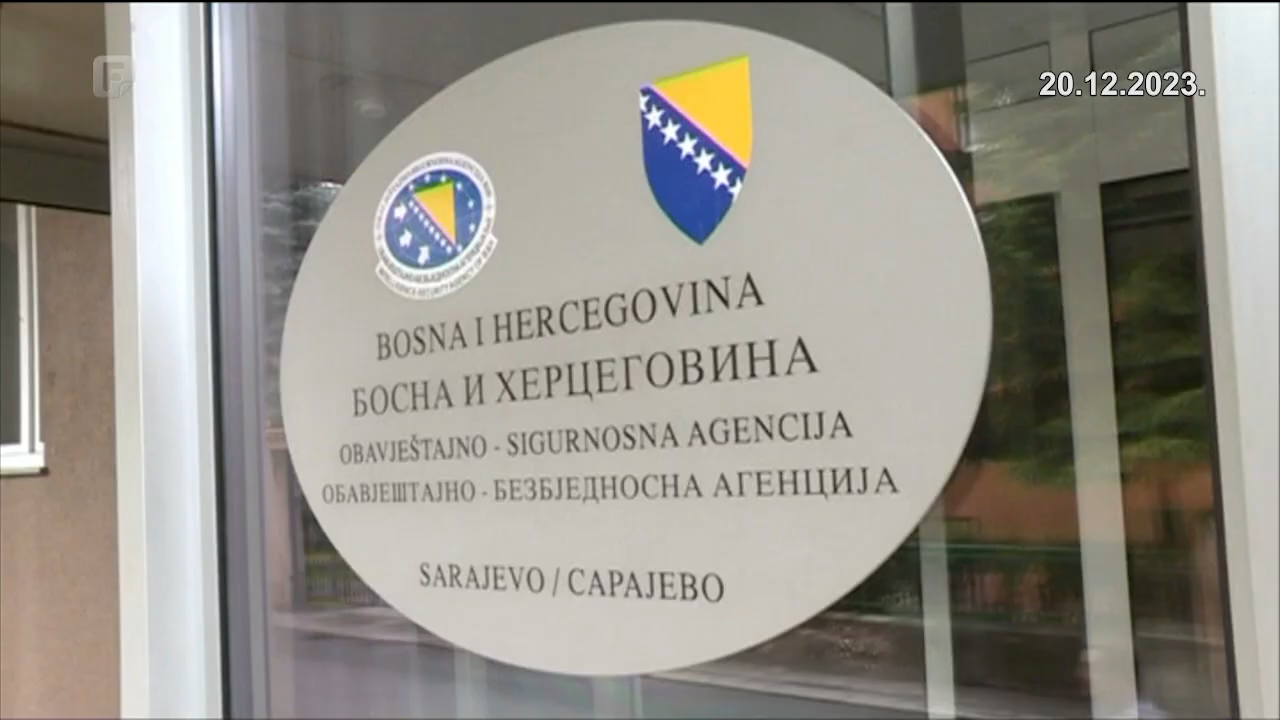 20.12.2023.
BOSNA I HERCEGOVINA
БОСНА И ХЕРЦЕГОВИНА
OBAVJEŠTAJNO - SIGURNOSNA AGENCIJA
ОБАВЈЕШТАЈНО - БЕЗБЈЕДНОСНА АГЕНЦИЈА
SARAJEVO / САРАЈЕВО